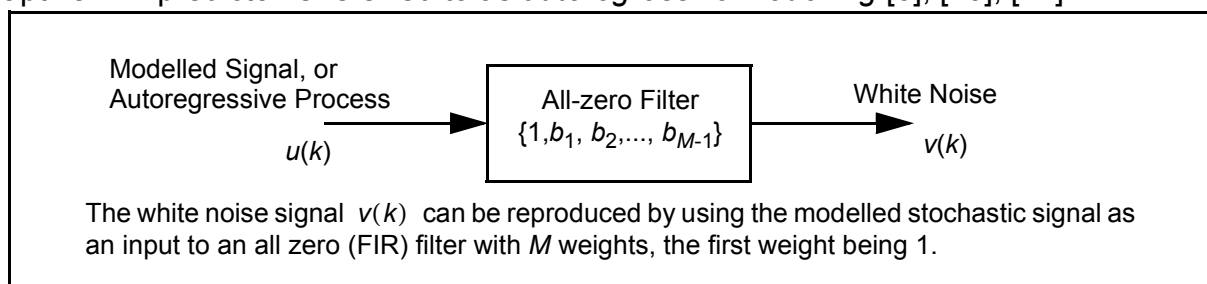 Modelled Signal, or
Autoregressive Process
u(k)
All-zero Filter
{1,b1, b2,..., bM-1}
White Noise
v(k)
The white noise signal v(k) can be reproduced by using the modelled stochastic signal as
an input to an all zero (FIR) filter with M weights, the first weight being 1.